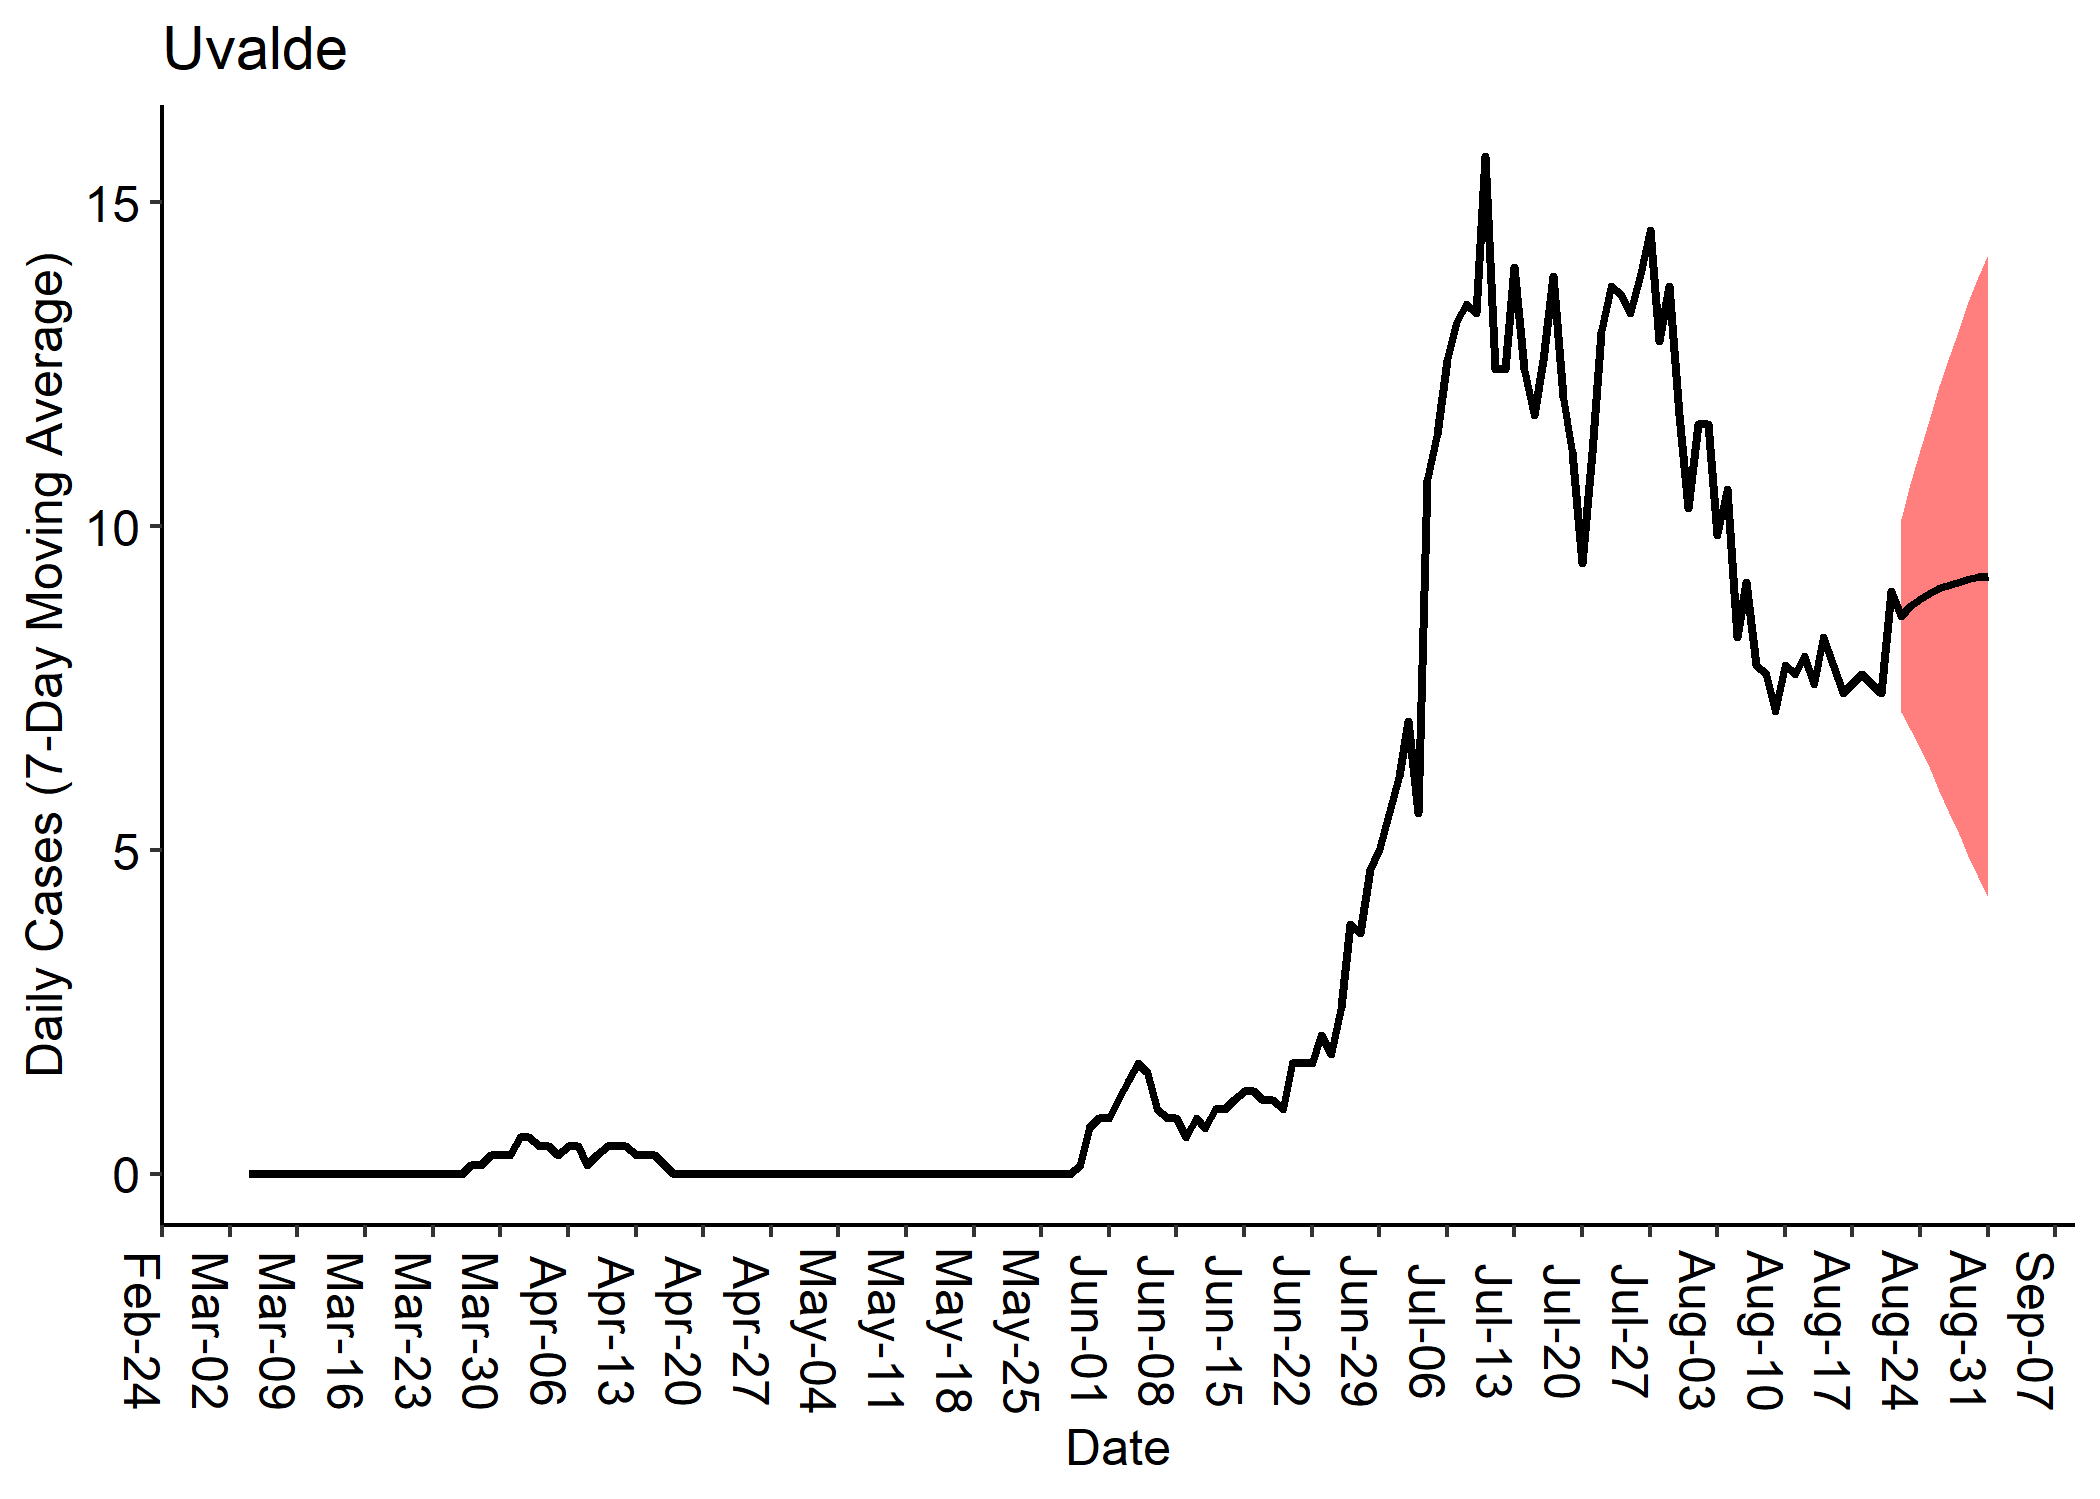 Uvalde
Daily Cases (7-Day Moving Average)
15
10
5
0
Feb-24
Mar-02
Mar-09
Mar-16
Mar-23
Mar-30
Apr-06
Apr-13
Apr-20
Apr-27
May-04
May-11
May-18
May-25
Jun-01
Jun-08
Jun-15
Jun-22
Jun-29
Jul-06
Jul-13
Jul-20
Jul-27
Aug-03
Aug-10
Aug-17
Aug-24
Aug-31
Sep-07
Date